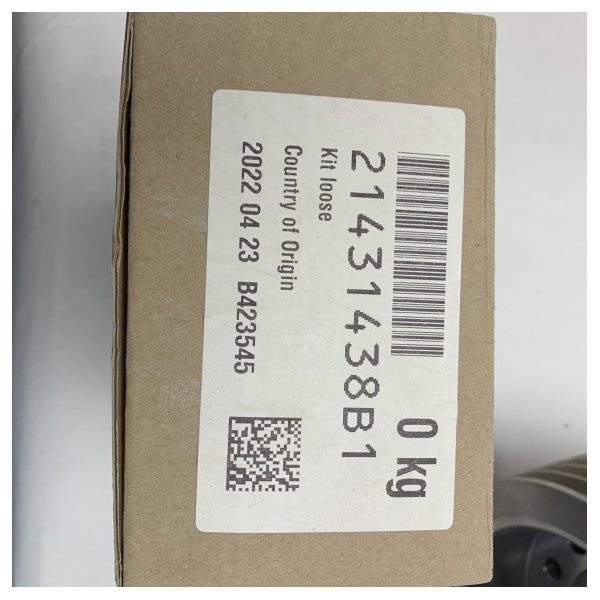 0 kg
21431438B1
Kit loose
Country of Origin
2022 04 23 B423545